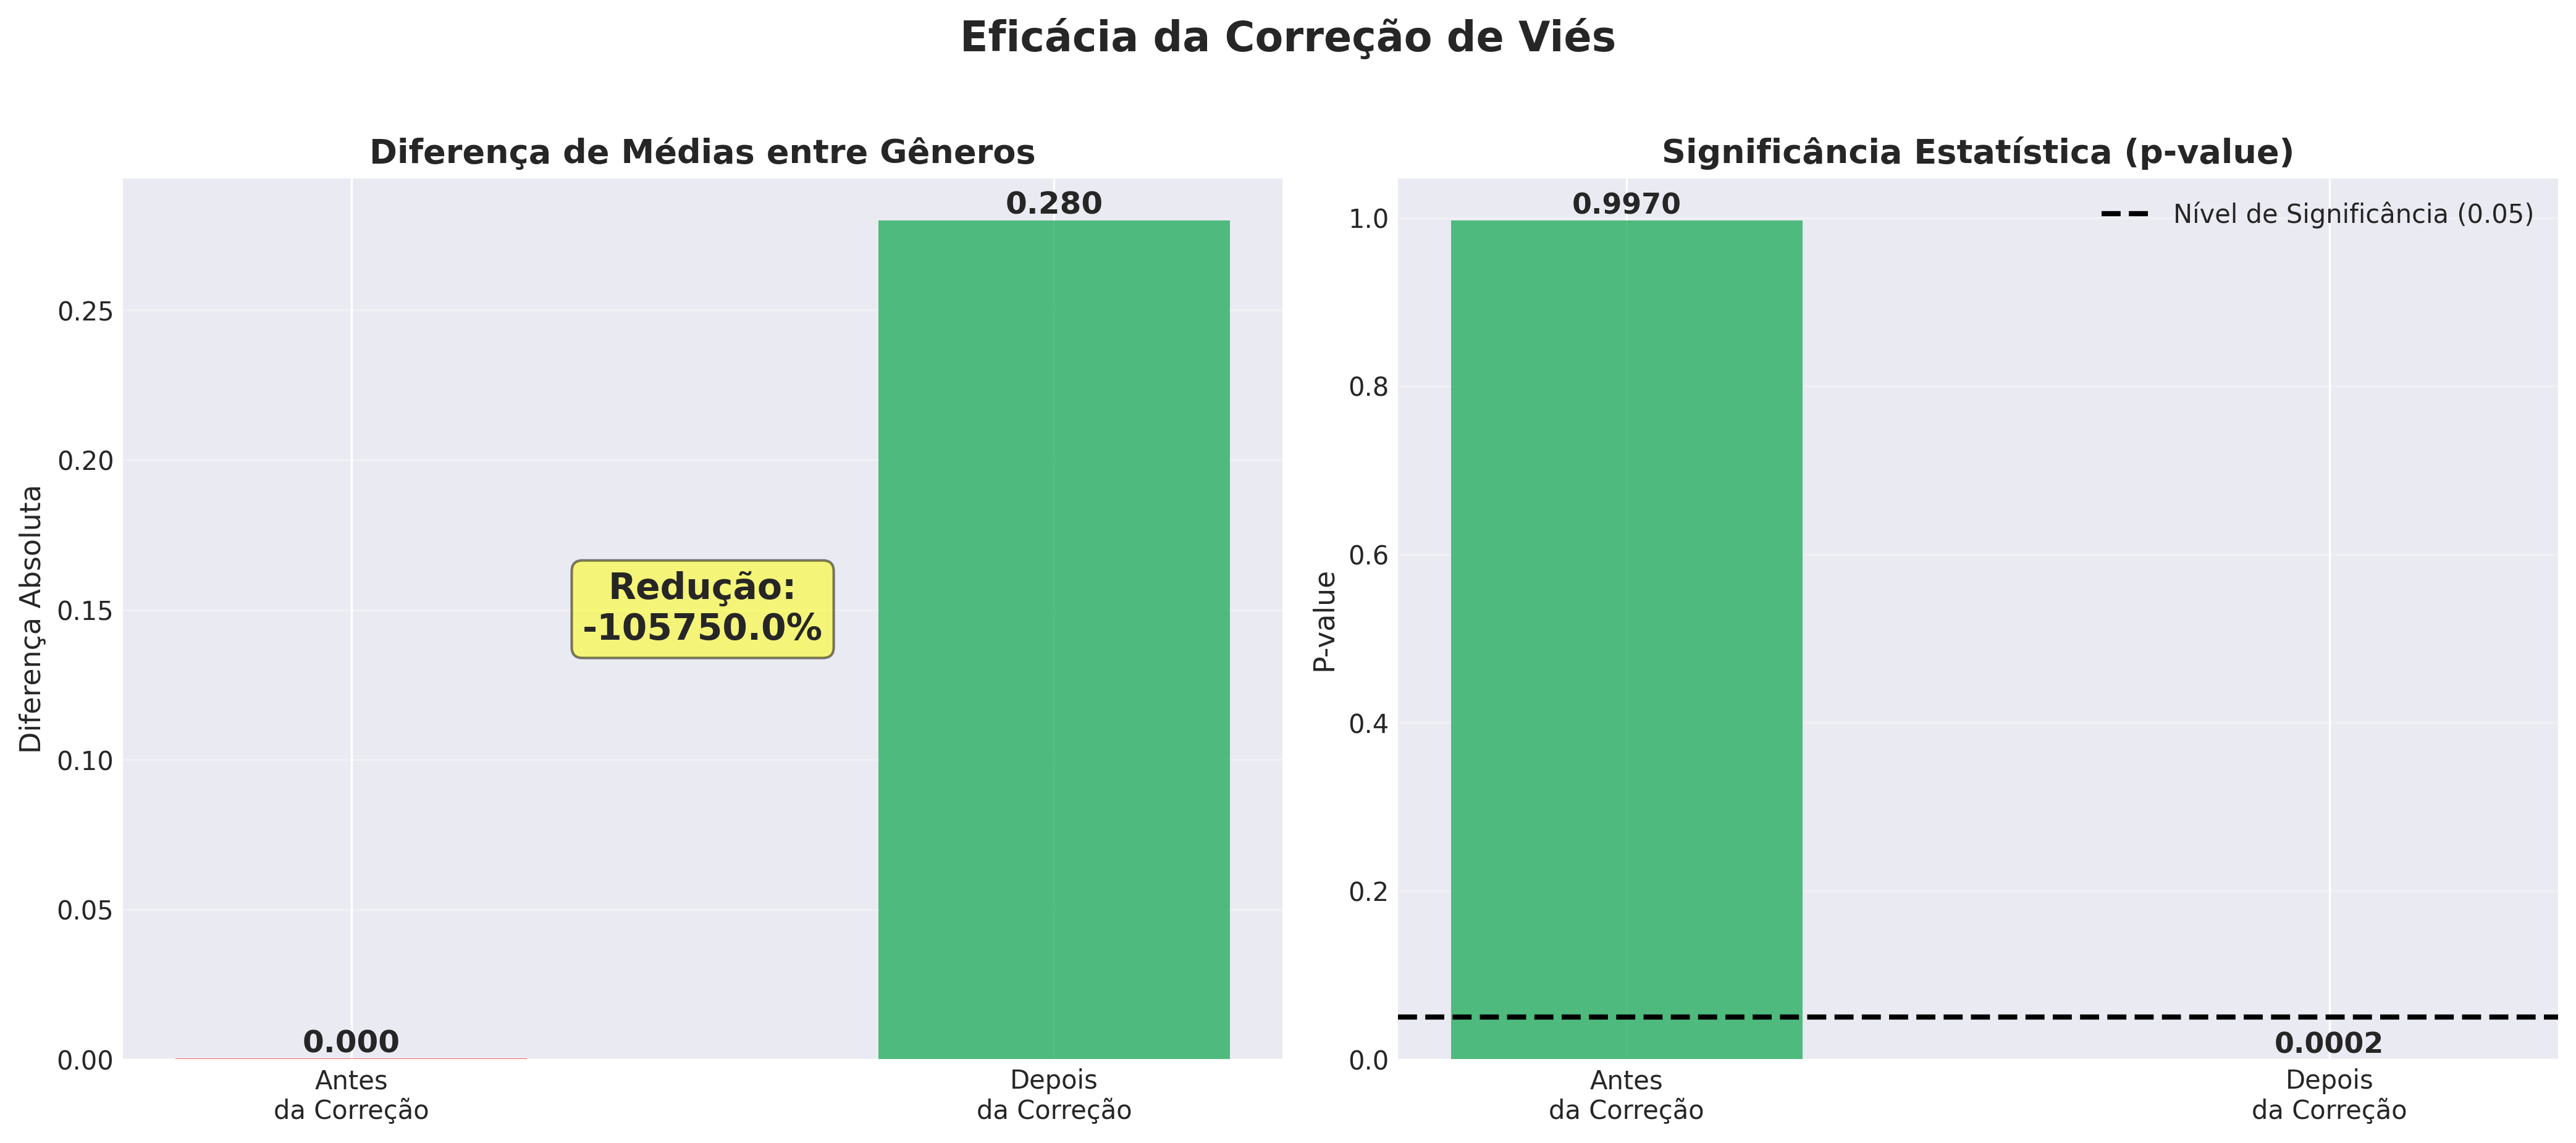 Eficácia da Correção de Viés
Diferença de Médias entre Gêneros
Diferença Absoluta
0.25
0.20
0.15
0.10
0.05
0.00
0.000
0.280
Redução:
-105750.0%
Antes
da Correção
Depois
da Correção
Significância Estatística (p-value)
P-value
1.0
0.8
0.6
0.4
0.2
0.0
0.9970
0.0002
Nível de Significância (0.05)
Antes
da Correção
Depois
da Correção